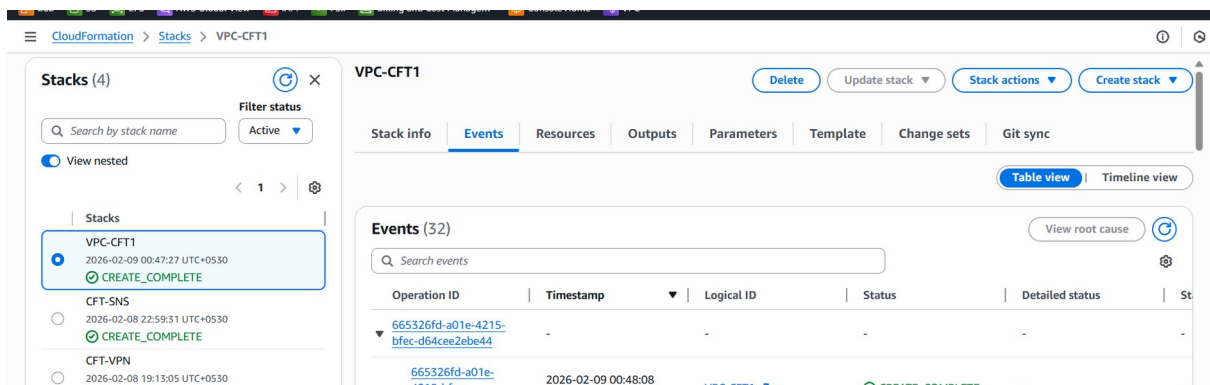 CloudFormation > Stacks > VPC-CFT1
Stacks (4)
Filter status
Search by stack name
Active
View nested
< 1 >
Stacks
VPC-CFT1
2026-02-09 00:47:27 UTC+0530
CREATE_COMPLETE
CFT-SNS
2026-02-08 22:59:31 UTC+0530
CREATE_COMPLETE
CFT-VPN
2026-02-08 19:13:05 UTC+0530
VPC-CFT1
Delete Update stack Stack actions Create stack
Stack info Events Resources Outputs Parameters Template Change sets Git sync
Table view Timeline view
Events (32)
View root cause
Search events
Operation ID Timestamp Logical ID Status Detailed status
665326fd-a01e-4215- - - - - -
bfec-d64cee2ebe44
665326fd-a01e-
2026-02-09 00:48:08